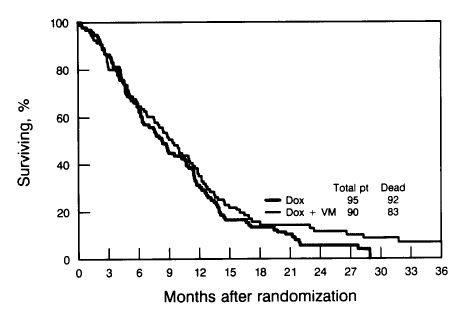 100
80
60
40
20
0
Surviving, %
Total pt Dead
Dox 95 92
Dox + VM 90 83
0 3 6 9 12 15 18 21 24 27 30 33 36
Months after randomization